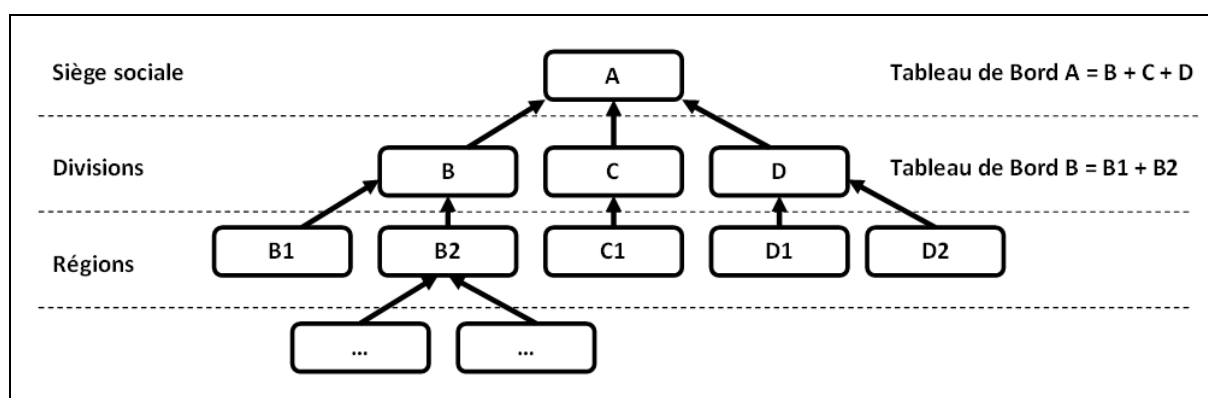 Siège sociale
A
Tableau de Bord A = B + C + D
Divisions
B
C
D
Tableau de Bord B = B1 + B2
Régions
B1
B2
C1
D1
D2
...
...